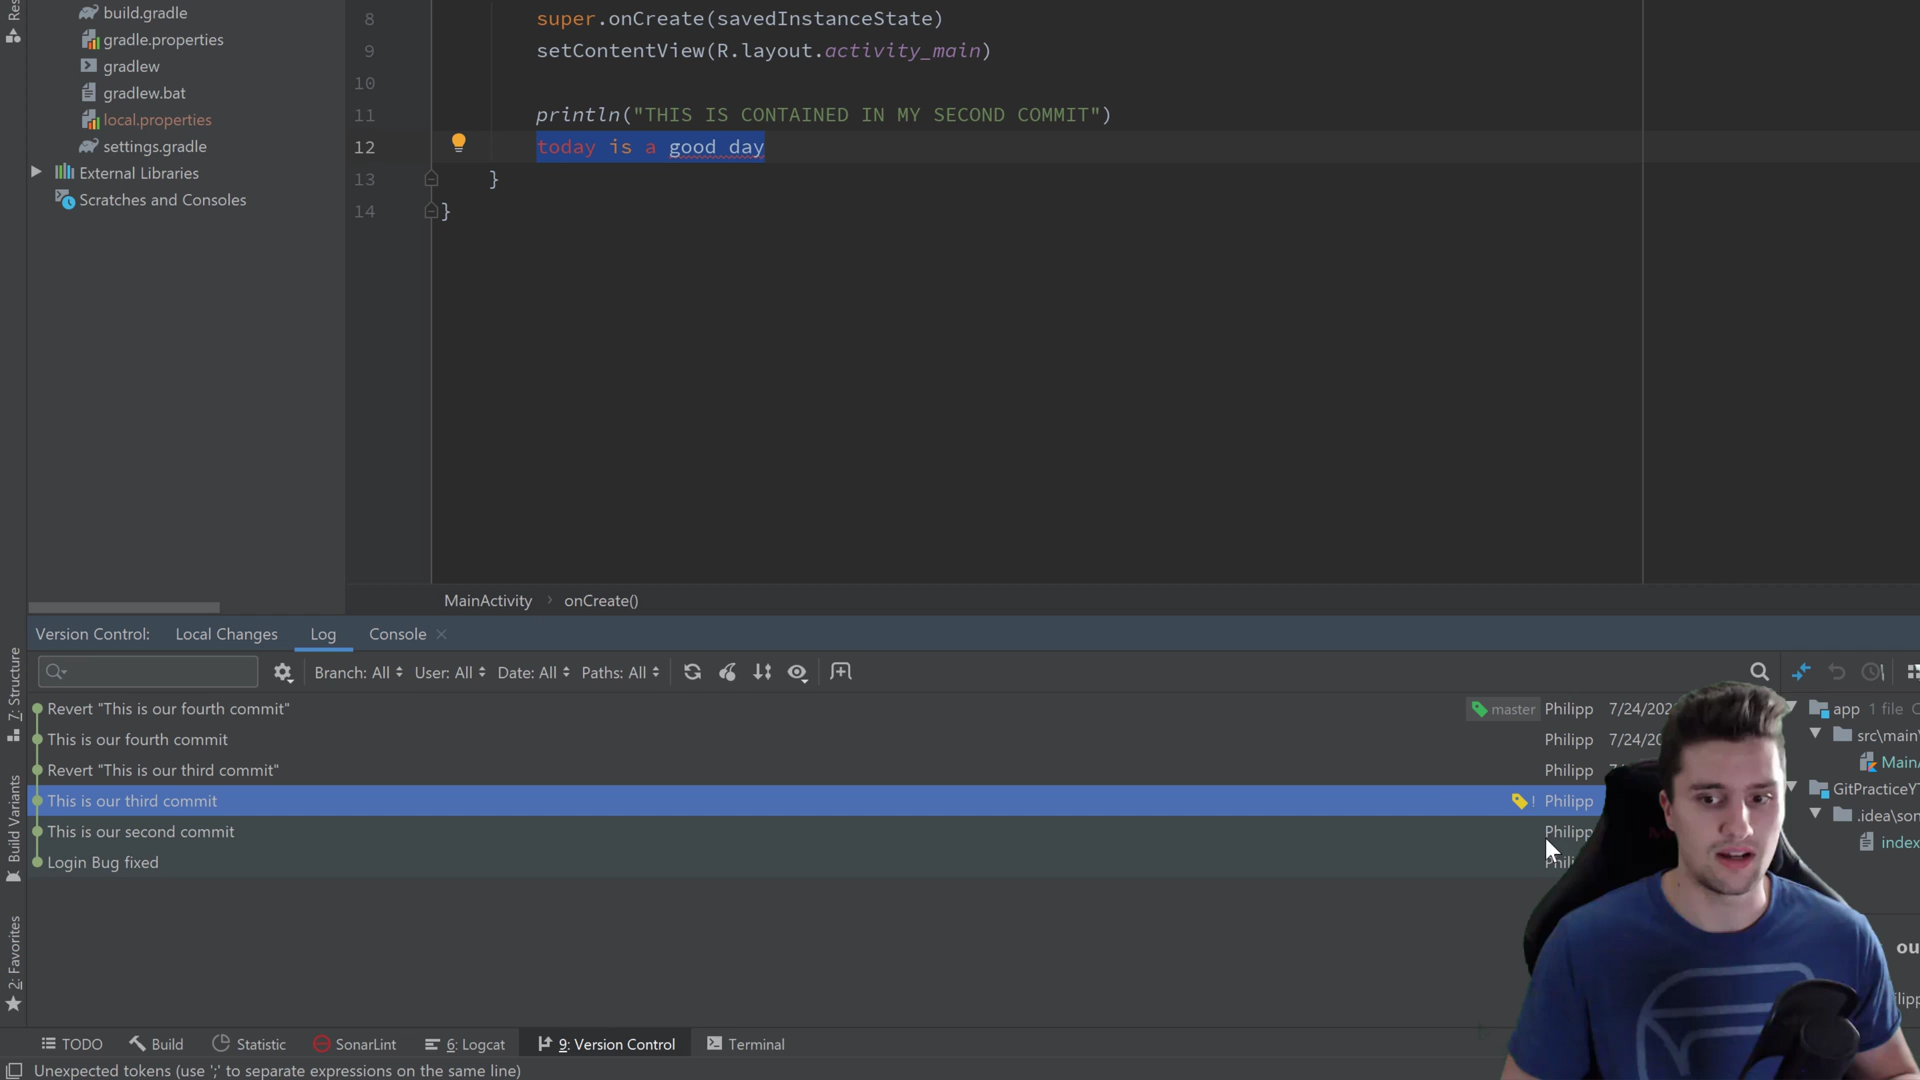 build.gradle
gradle.properties
gradlew
gradlew.bat
local.properties
settings.gradle
External Libraries
Scratches and Consoles
8 super.onCreate(savedInstanceState)
9 setContentView(R.layout.activity_main)
10
11 println("THIS IS CONTAINED IN MY SECOND COMMIT")
12 today is a good day
13 }
14 }
MainActivity onCreate()
Version Control: Local Changes Log Console
Branch: All User: All Date: All Paths: All
Revert "This is our fourth commit" master Philipp
This is our fourth commit Philipp
Revert "This is our third commit" Philipp
This is our third commit ! Philipp
This is our second commit Philipp
Login Bug fixed
app 1 file
src\main\
GitPracticeY
7: Structure
Build Variants
2: Favorites
TODO Build Statistic SonarLint 6: Logcat 9: Version Control Terminal
Unexpected tokens (use ';' to separate expressions on the same line)